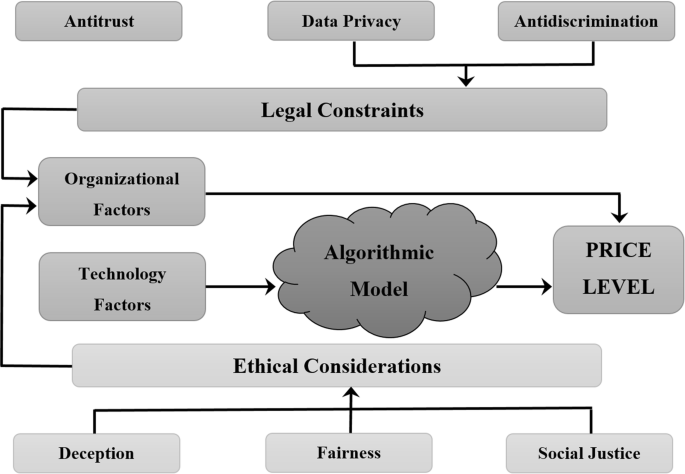 Antitrust
Data Privacy
Antidiscrimination
Legal Constraints
Organizational
Factors
Algorithmic
Model
PRICE
LEVEL
Technology
Factors
Ethical Considerations
Deception
Fairness
Social Justice